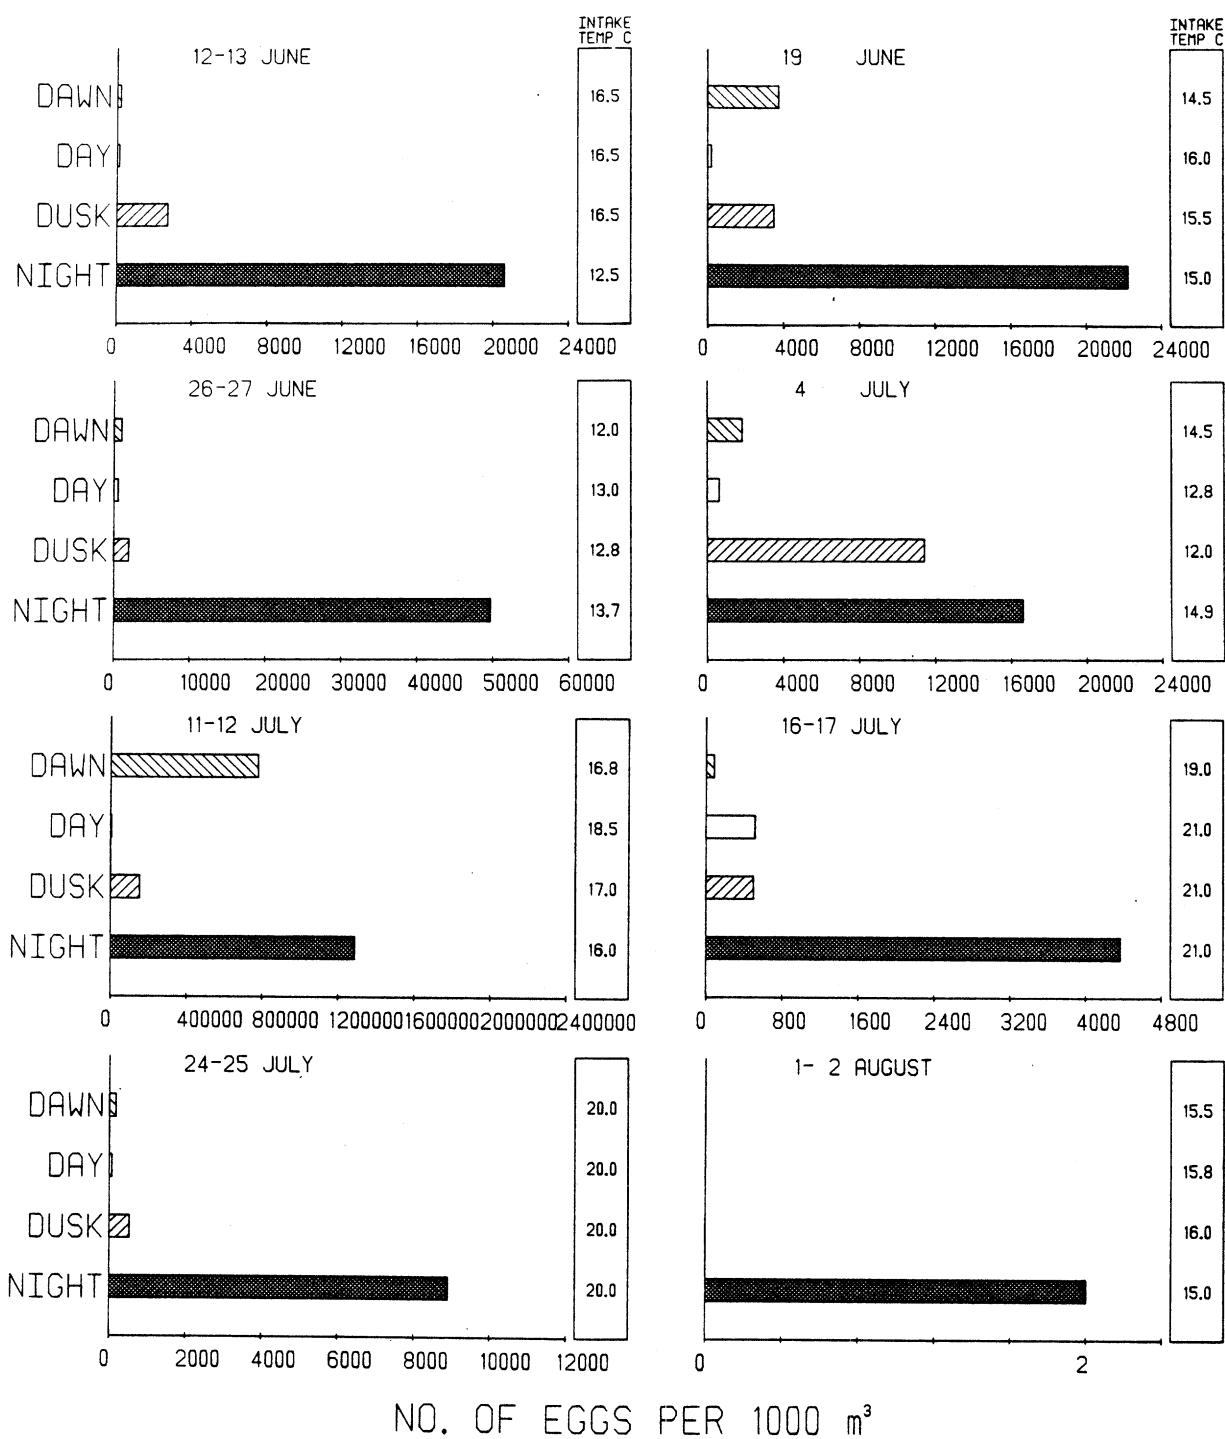 INTAKE
TEMP C
12-13 JUNE
DAWN 16.5
DAY 16.5
DUSK 16.5
NIGHT 12.5
0 4000 8000 12000 16000 20000 24000
INTAKE
TEMP C
19 JUNE
14.5
16.0
15.5
15.0
0 4000 8000 12000 16000 20000 24000
26-27 JUNE
DAWN 12.0
DAY 13.0
DUSK 12.8
NIGHT 13.7
0 10000 20000 30000 40000 50000 60000
4 JULY
14.5
12.8
12.0
14.9
0 4000 8000 12000 16000 20000 24000
11-12 JULY
DAWN 16.8
DAY 18.5
DUSK 17.0
NIGHT 16.0
0 400000 800000 1200000 1600000 2000000 2400000
16-17 JULY
19.0
21.0
21.0
21.0
0 800 1600 2400 3200 4000 4800
24-25 JULY
DAWN 20.0
DAY 20.0
DUSK 20.0
NIGHT 20.0
0 2000 4000 6000 8000 10000 12000
1- 2 AUGUST
15.5
15.8
16.0
15.0
0 2
NO. OF EGGS PER 1000 m³